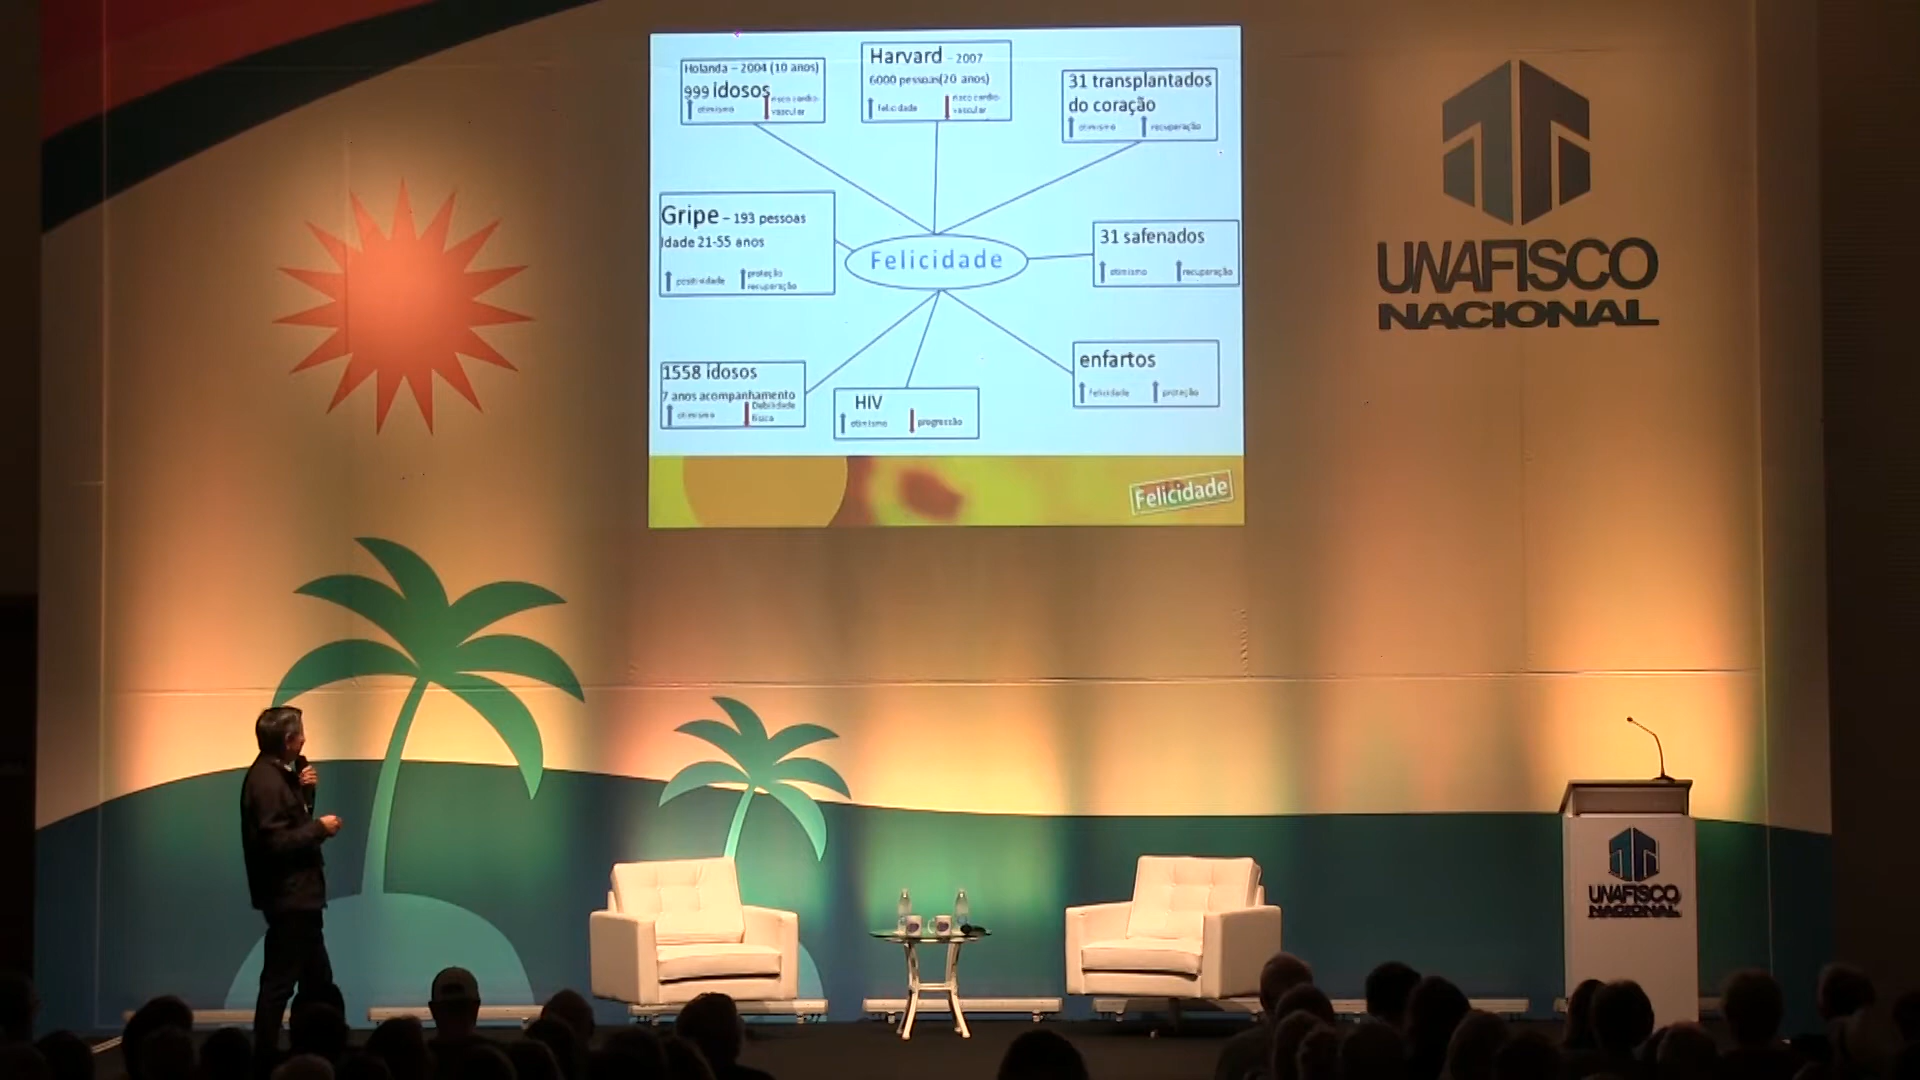 Holanda – 2004 (10 anos)
999 idosos
otimismo
risco cardio-
vascular
Harvard – 2007
6000 pessoas(20 anos)
felicidade
risco cardio-
vascular
31 transplantados
do coração
otimismo
recuperação
Gripe – 193 pessoas
Idade 21-55 anos
positividade
proteção
recuperação
Felicidade
31 safenados
otimismo
recuperação
1558 idosos
7 anos acompanhamento
otimismo
Debilidade
física
HIV
otimismo
progressão
enfartos
felicidade
proteção
Felicidade
UNAFISCO
NACIONAL
UNAFISCO
NACIONAL